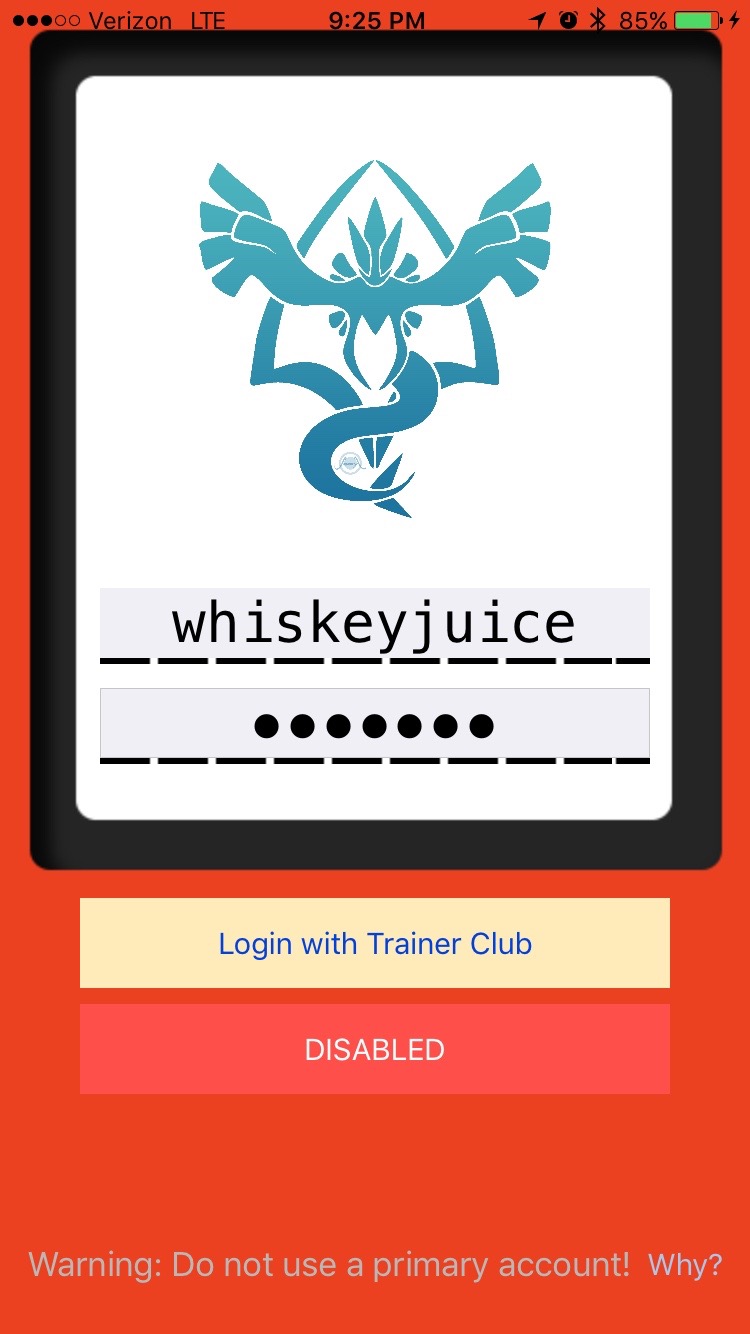 Verizon LTE 9:25 PM 85%
whiskeyjuice
●●●●●●●
Login with Trainer Club
DISABLED
Warning: Do not use a primary account! Why?